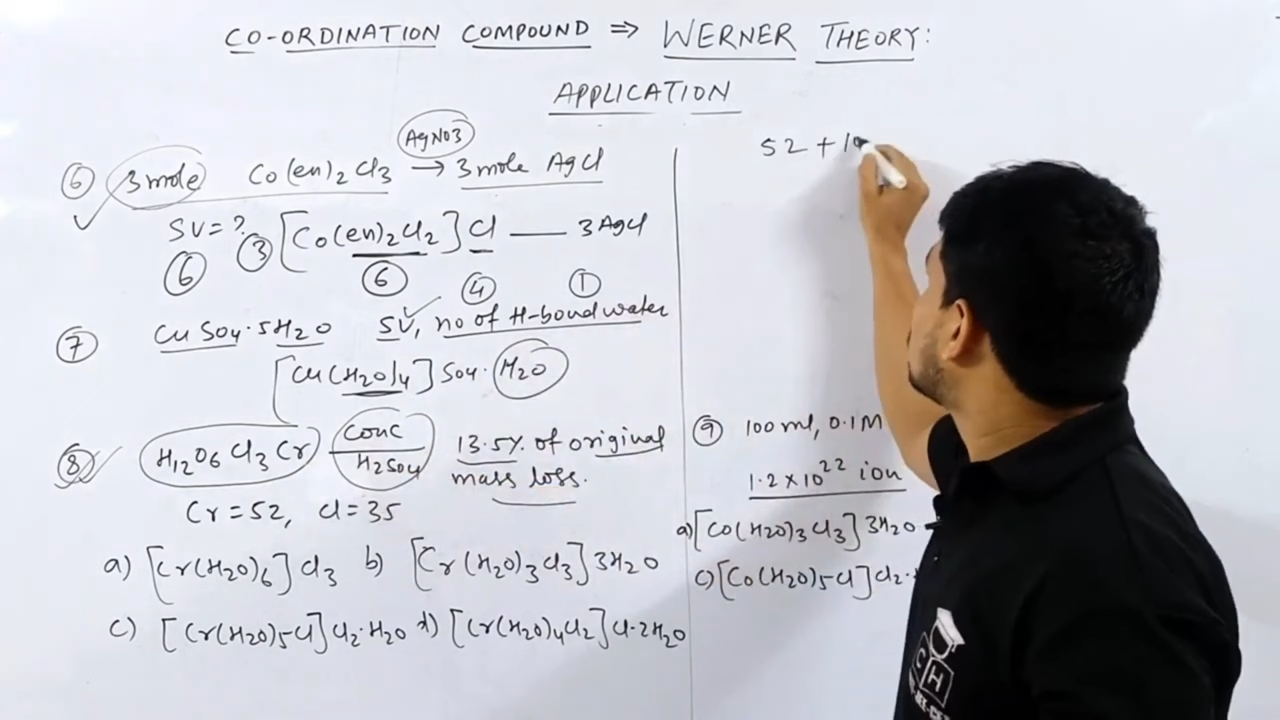 CO-ORDINATION COMPOUND ⇒ WERNER THEORY:
APPLICATION
⑥ 3 mole Co(en)2Cl3 AgNO3 → 3 mole AgCl
SV = ? ③ [Co(en)2Cl2]Cl — 3AgCl
⑥ ⑥ ④ ①
⑦ CuSO4·5H2O SV, no of H-bond water
[Cu(H2O)4]SO4·H2O
⑧ H12O6Cl3Cr Conc H2SO4 13.5% of original
mass loss.
Cr = 52, Cl = 35
a) [Cr(H2O)6]Cl3 b) [Cr(H2O)3Cl3]3H2O
c) [Cr(H2O)5Cl]Cl2·H2O d) [Cr(H2O)4Cl2]Cl·2H2O
52 + 10
⑨ 100 ml, 0.1M
1.2×10^22 ion
a) [Co(H2O)3Cl3]3H2O
c) [Co(H2O)5Cl]Cl2·
CH